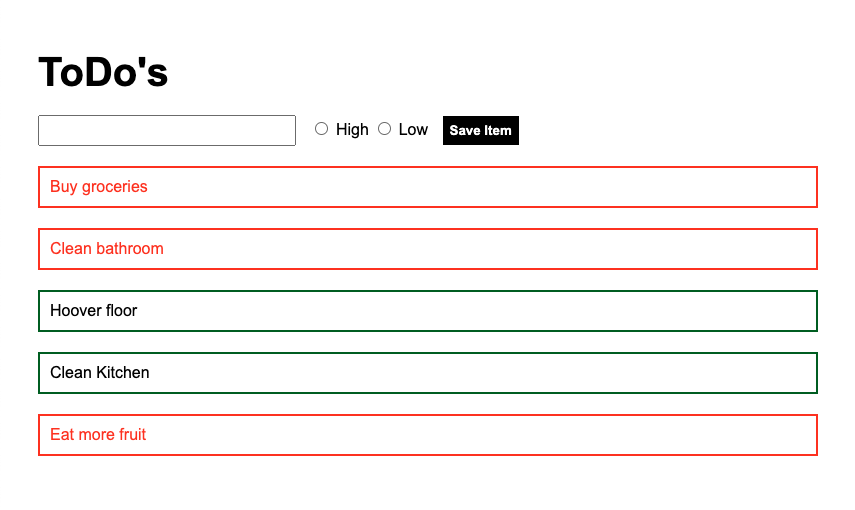 ToDo's
High Low Save Item
Buy groceries
Clean bathroom
Hoover floor
Clean Kitchen
Eat more fruit